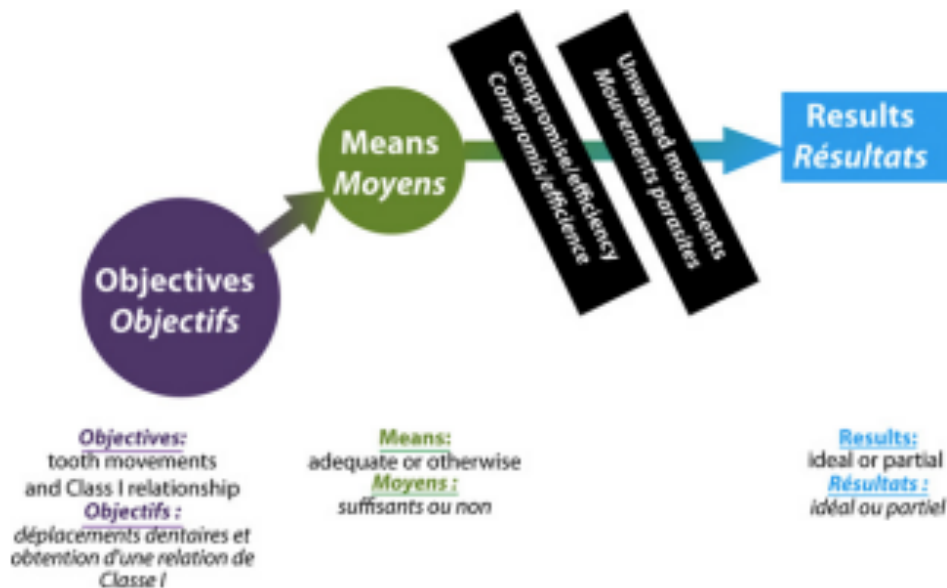 Objectives
Objectifs
Means
Moyens
Compromise/efficiency
Compromis/efficience
Unwanted movements
Mouvements parasites
Results
Résultats
Objectives:
tooth movements
and Class I relationship
Objectifs :
déplacements dentaires et
obtention d'une relation de
Classe I
Means:
adequate or otherwise
Moyens :
suffisants ou non
Results:
ideal or partial
Résultats :
idéal ou partiel